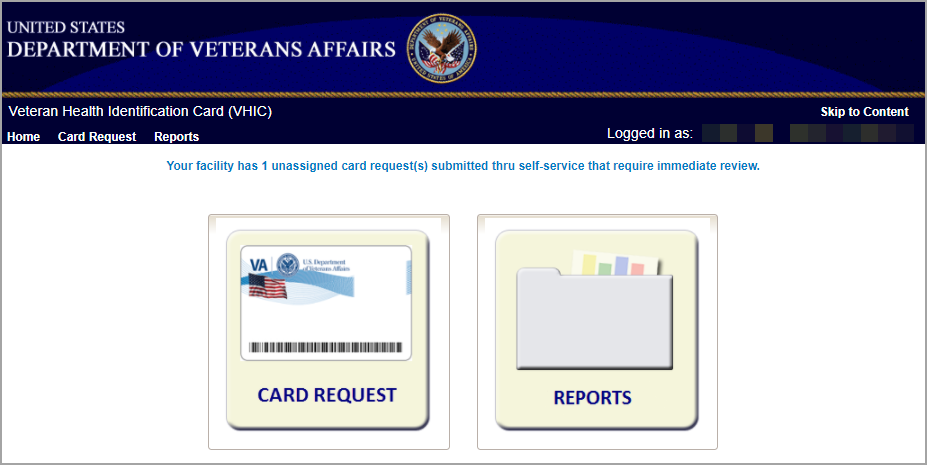 UNITED STATES
DEPARTMENT OF VETERANS AFFAIRS
Veteran Health Identification Card (VHIC)
Skip to Content
Home Card Request Reports
Logged in as:
Your facility has 1 unassigned card request(s) submitted thru self-service that require immediate review.
VA
U.S. Department
of Veterans Affairs
CARD REQUEST
REPORTS